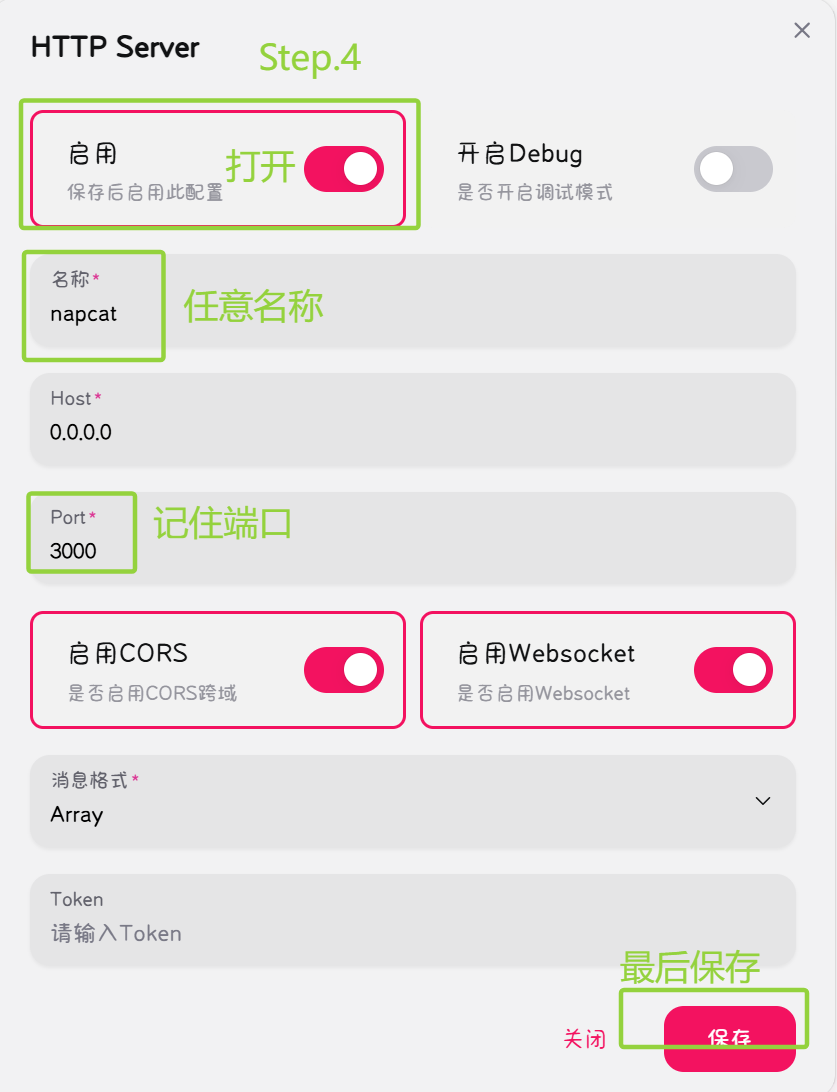 HTTP Server
Step.4
启用
保存后启用此配置
打开
开启Debug
是否开启调试模式
名称*
napcat
任意名称
Host*
0.0.0.0
Port*
3000
记住端口
启用CORS
是否启用CORS跨域
启用Websocket
是否启用Websocket
消息格式*
Array
Token
请输入Token
最后保存
关闭
保存